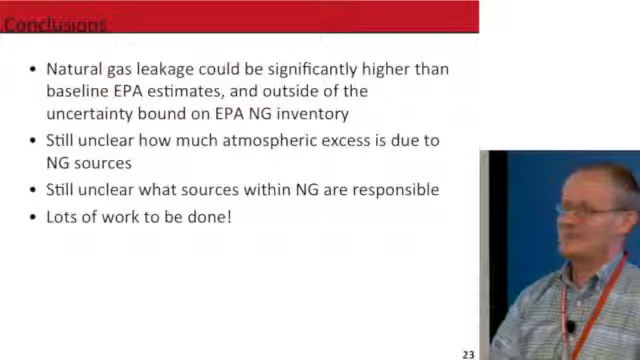 Conclusions
• Natural gas leakage could be significantly higher than
baseline EPA estimates, and outside of the
uncertainty bound on EPA NG inventory
• Still unclear how much atmospheric excess is due to
NG sources
• Still unclear what sources within NG are responsible
• Lots of work to be done!
23